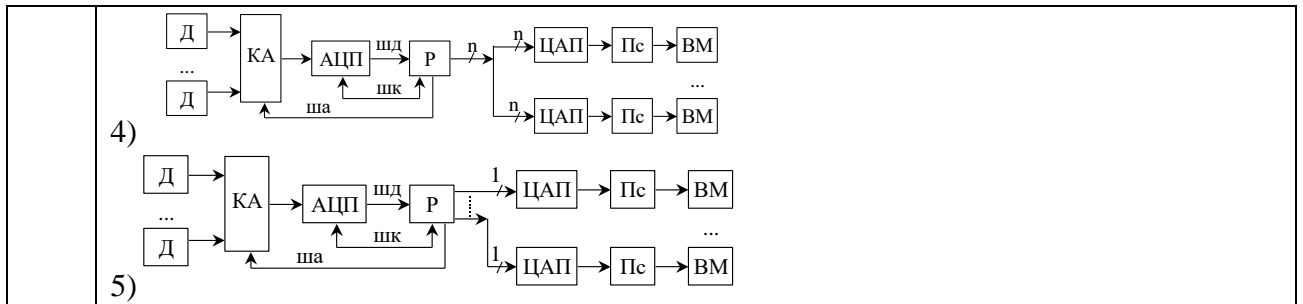 Д КА АЦП шд Р n n ЦАП Пс ВМ
... шк ...
Д ша n ЦАП Пс ВМ
4)
Д КА АЦП шд Р 1 ЦАП Пс ВМ
... шк ...
Д ша 1 ЦАП Пс ВМ
5)